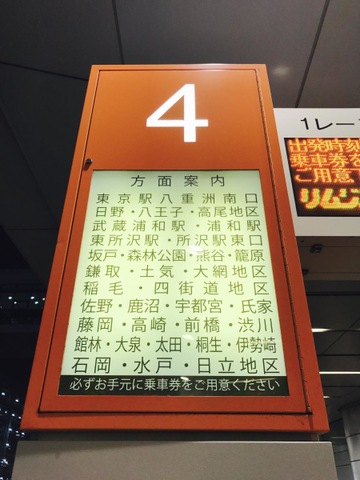 4
方面案内
東京駅八重洲南口
日野・八王子・高尾地区
武蔵浦和駅・浦和駅
東所沢駅・所沢駅東口
坂戸・森林公園・熊谷・籠原
鎌取・土気・大網地区
稲毛・四街道地区
佐野・鹿沼・宇都宮・氏家
藤岡・高崎・前橋・渋川
館林・大泉・太田・桐生・伊勢崎
石岡・水戸・日立地区
必ずお手元に乗車券をご用意ください
1レー
出発時刻
乗車券を
ご用意下
リムジン